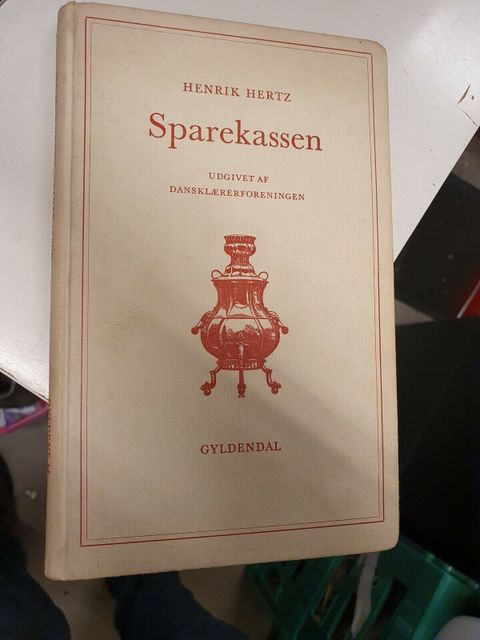 HENRIK HERTZ
Sparekassen
UDGIVET AF
DANSKLÆRERFORENINGEN
GYLDENDAL